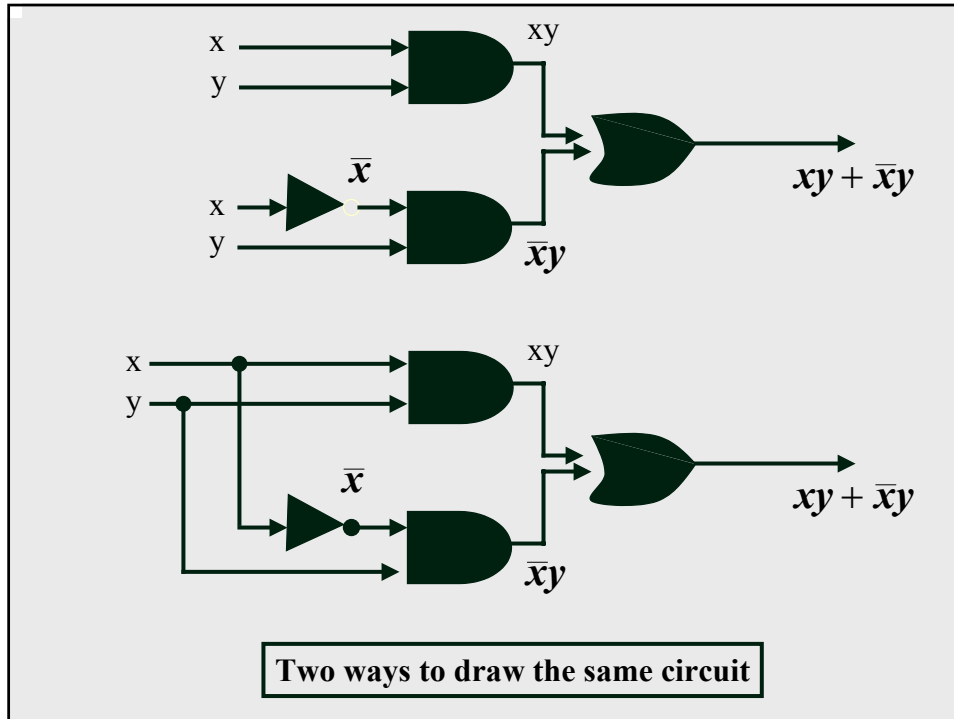 x
xy
y
x̅
x
xy + x̅y
y
x̅y
x
xy
y
x̅
xy + x̅y
x̅y
Two ways to draw the same circuit